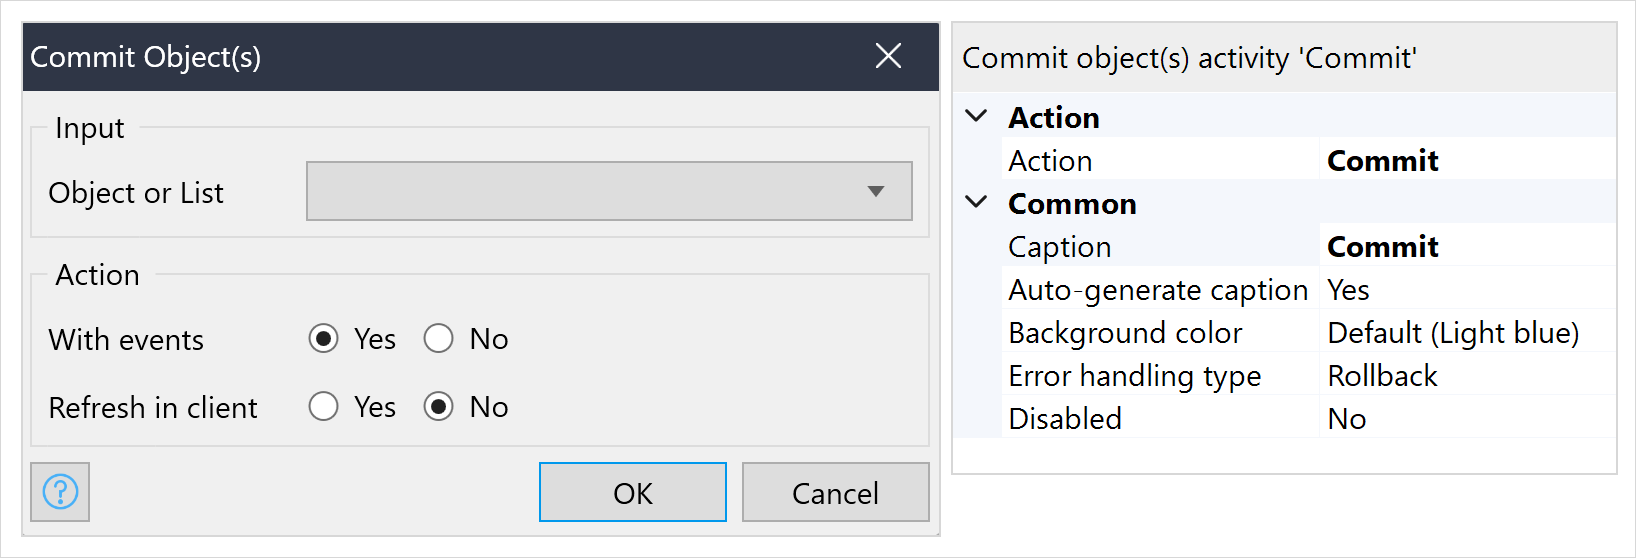 Commit Object(s)
Input
Object or List
Action
With events Yes No
Refresh in client Yes No
? OK Cancel
Commit object(s) activity 'Commit'
Action
Action Commit
Common
Caption Commit
Auto-generate caption Yes
Background color Default (Light blue)
Error handling type Rollback
Disabled No